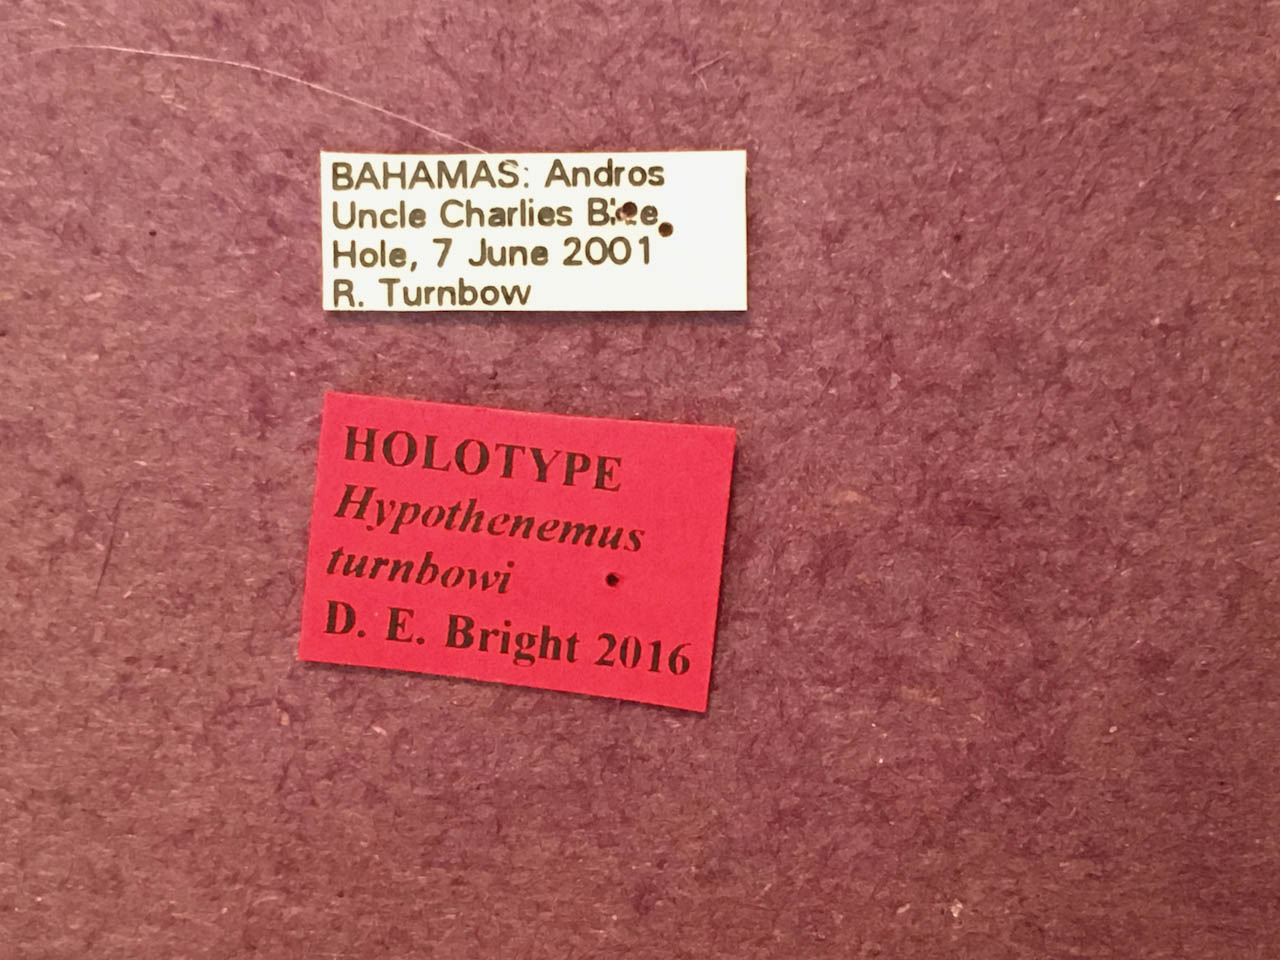 BAHAMAS: Andros
Uncle Charlies
Hole, 7 June 2001
R. Turnbow
HOLOTYPE
Hypothenemus
turnbowi
D. E. Bright 2016